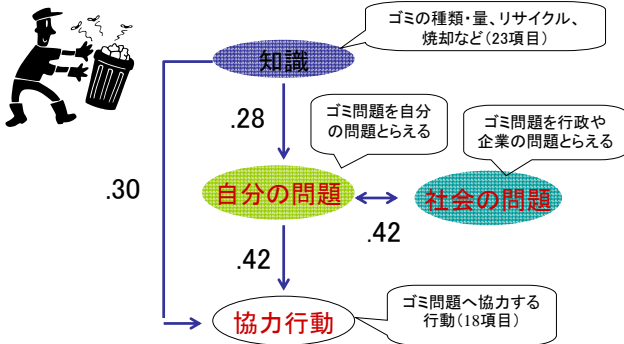 ゴミの種類・量、リサイクル、
焼却など(23項目)
知識
.28
ゴミ問題を自分
の問題とらえる
ゴミ問題を行政や
企業の問題とらえる
.30
自分の問題
社会の問題
.42
.42
協力行動
ゴミ問題へ協力する
行動(18項目)